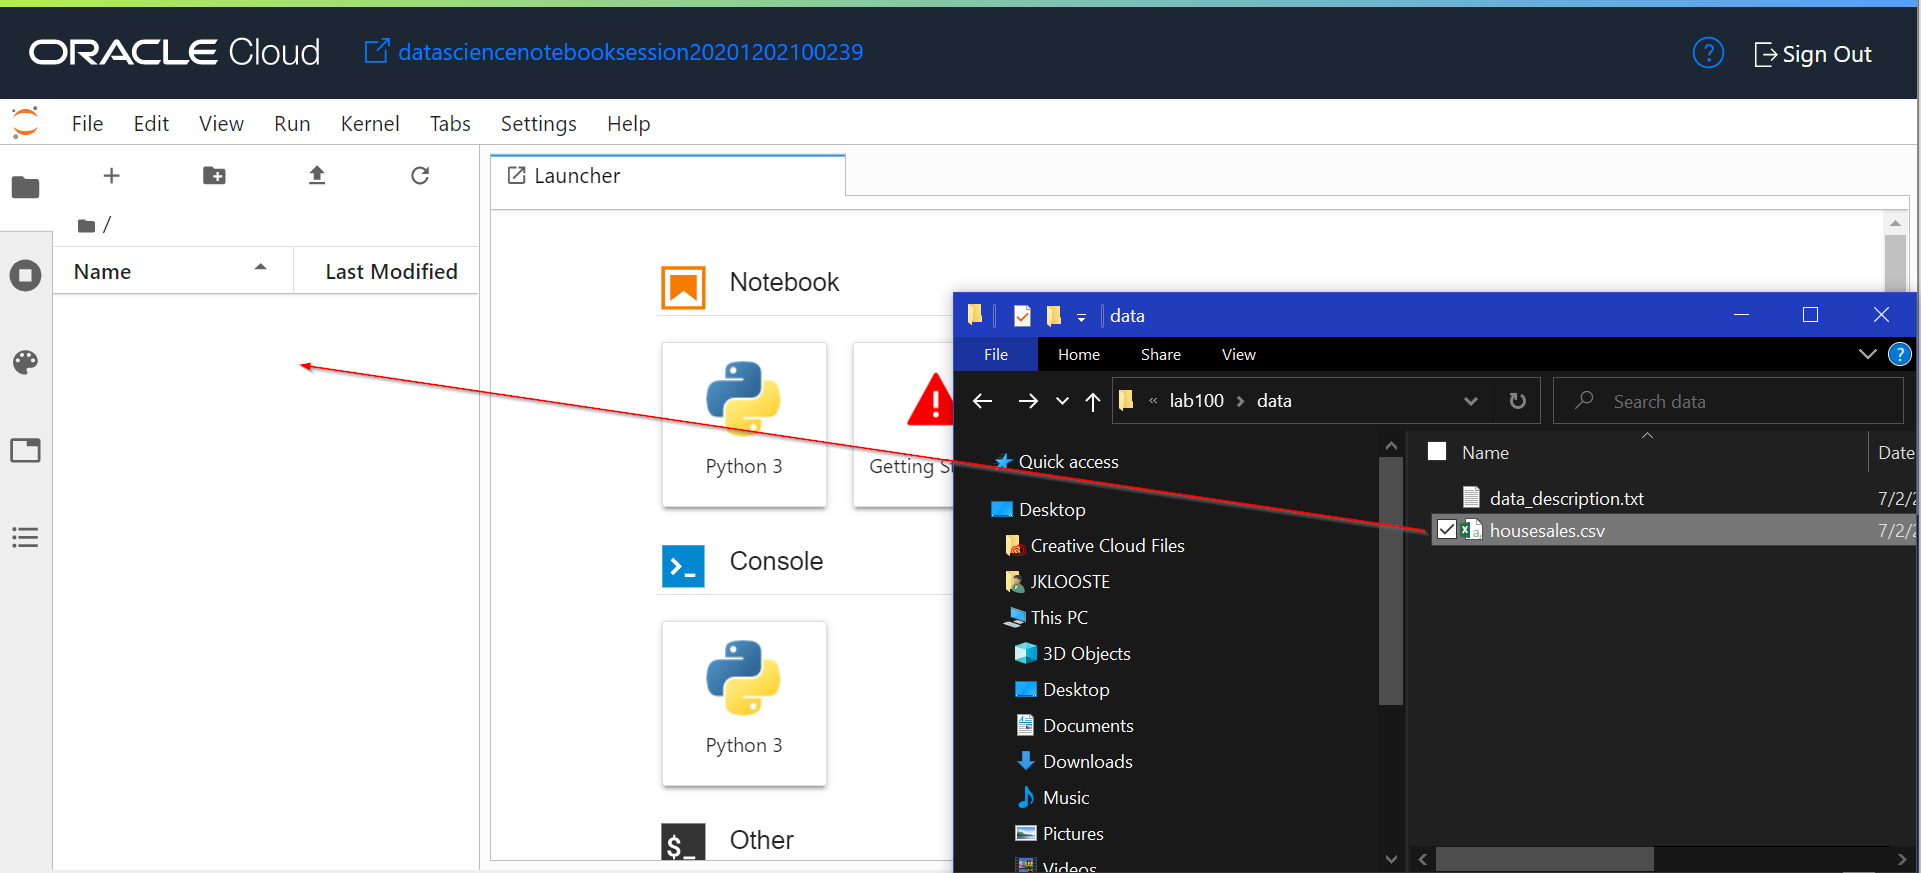 ORACLE Cloud
datasciencenotebooksession20201202100239
?
Sign Out
File Edit View Run Kernel Tabs Settings Help
/
Name
Last Modified
Launcher
Notebook
Python 3
Getting S
Console
Python 3
$_
Other
data
File Home Share View
?
« lab100 > data
Search data
Quick access
Desktop
Creative Cloud Files
JKLOOSTE
This PC
3D Objects
Desktop
Documents
Downloads
Music
Pictures
Videos
Name
Date
data_description.txt
7/2/2
housesales.csv
7/2/2